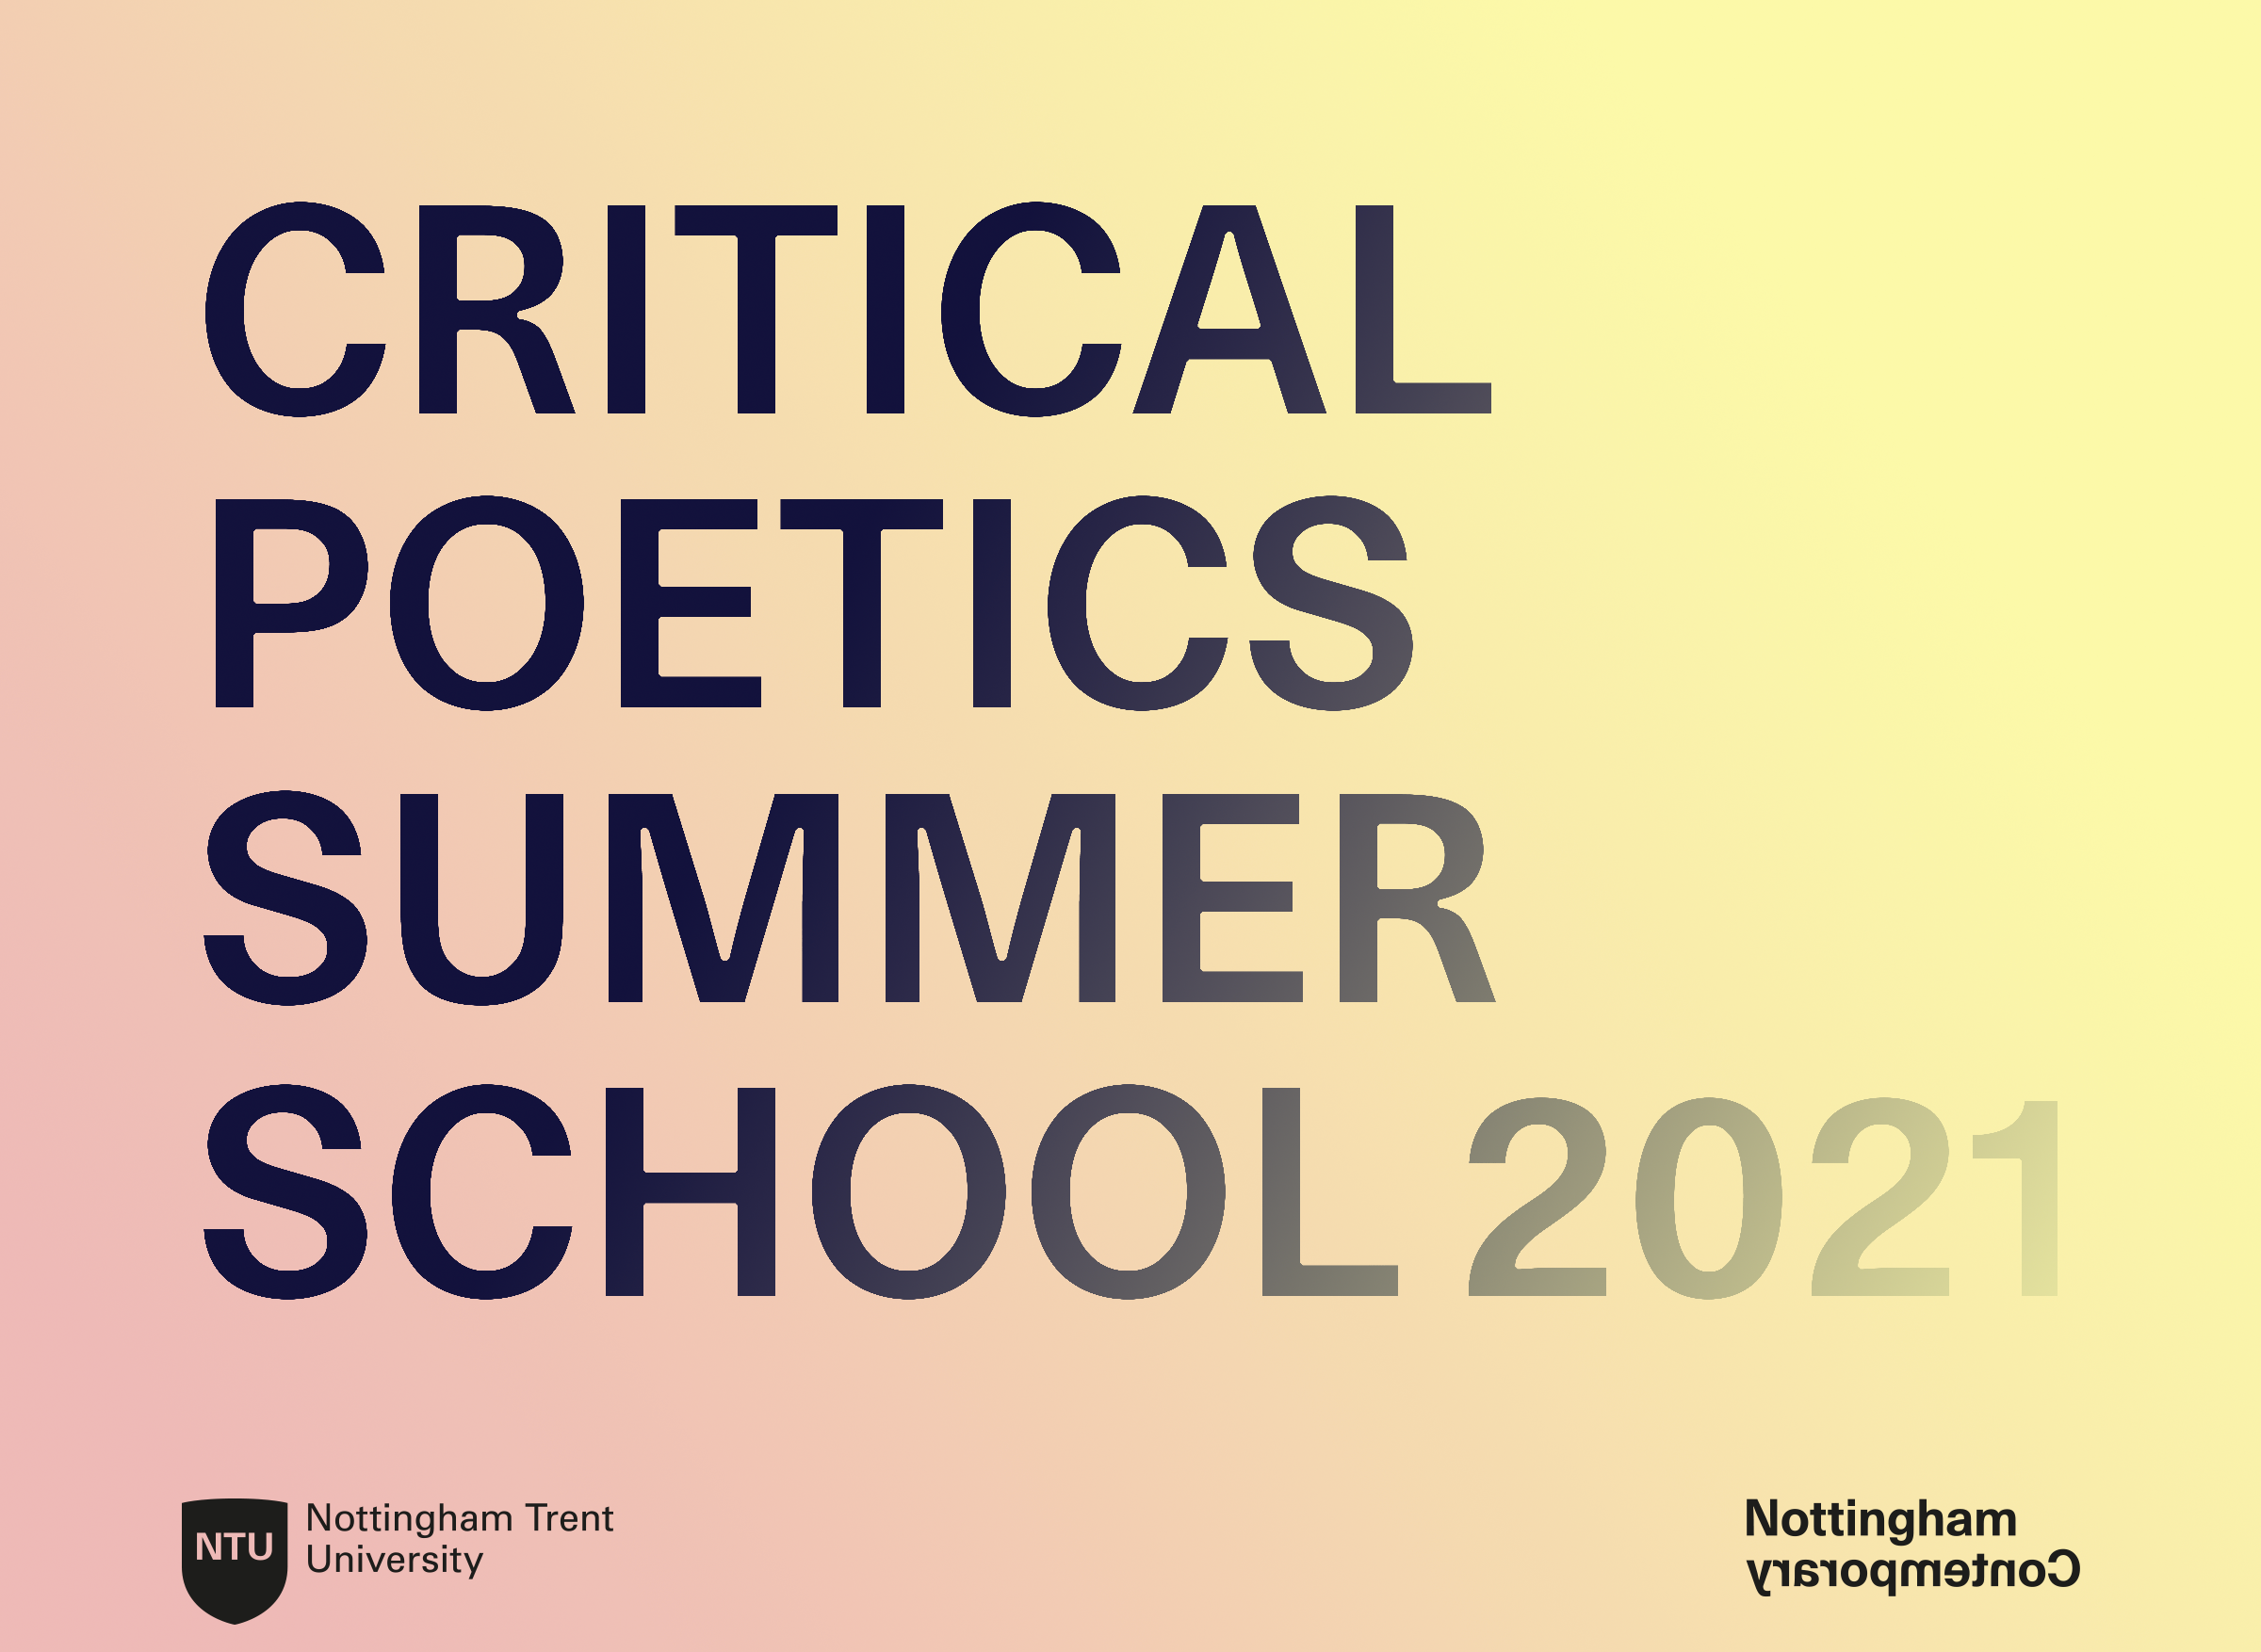 CRITICAL
POETICS
SUMMER
SCHOOL 2021
NTU
Nottingham Trent
University
Nottingham
Contemporary